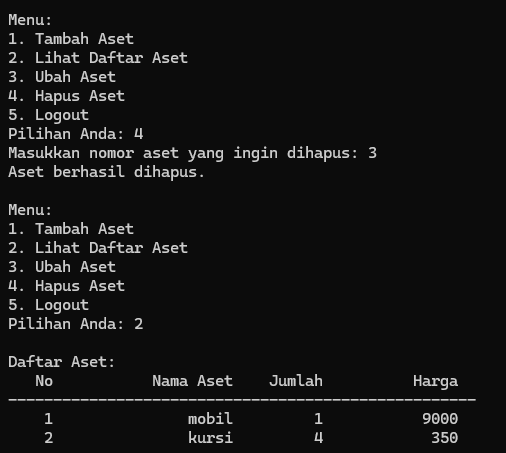 Menu:
1. Tambah Aset
2. Lihat Daftar Aset
3. Ubah Aset
4. Hapus Aset
5. Logout
Pilihan Anda: 4
Masukkan nomor aset yang ingin dihapus: 3
Aset berhasil dihapus.

Menu:
1. Tambah Aset
2. Lihat Daftar Aset
3. Ubah Aset
4. Hapus Aset
5. Logout
Pilihan Anda: 2

Daftar Aset:
   No           Nama Aset    Jumlah          Harga
----------------------------------------------------
    1               mobil         1           9000
    2               kursi         4            350